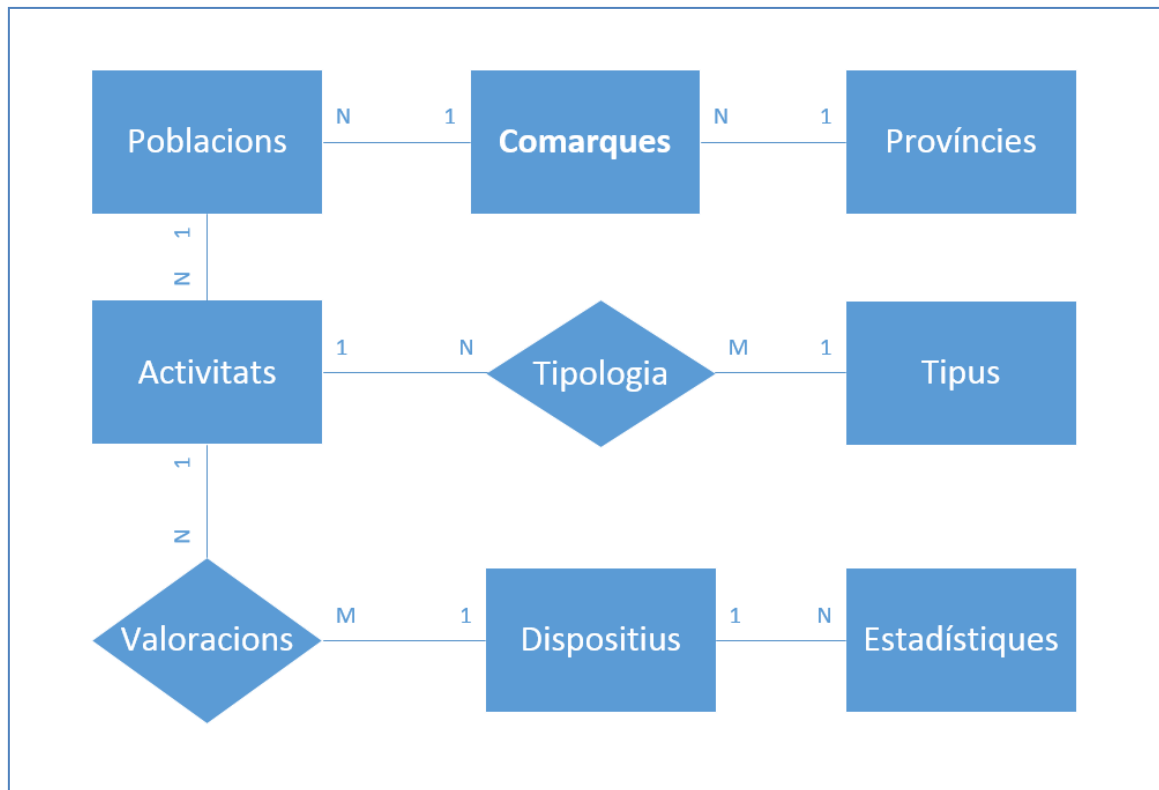 Poblacions
N
1
Comarques
N
1
Províncies
1
N
Activitats
1
N
Tipologia
M
1
Tipus
1
N
Valoracions
M
1
Dispositius
1
N
Estadístiques